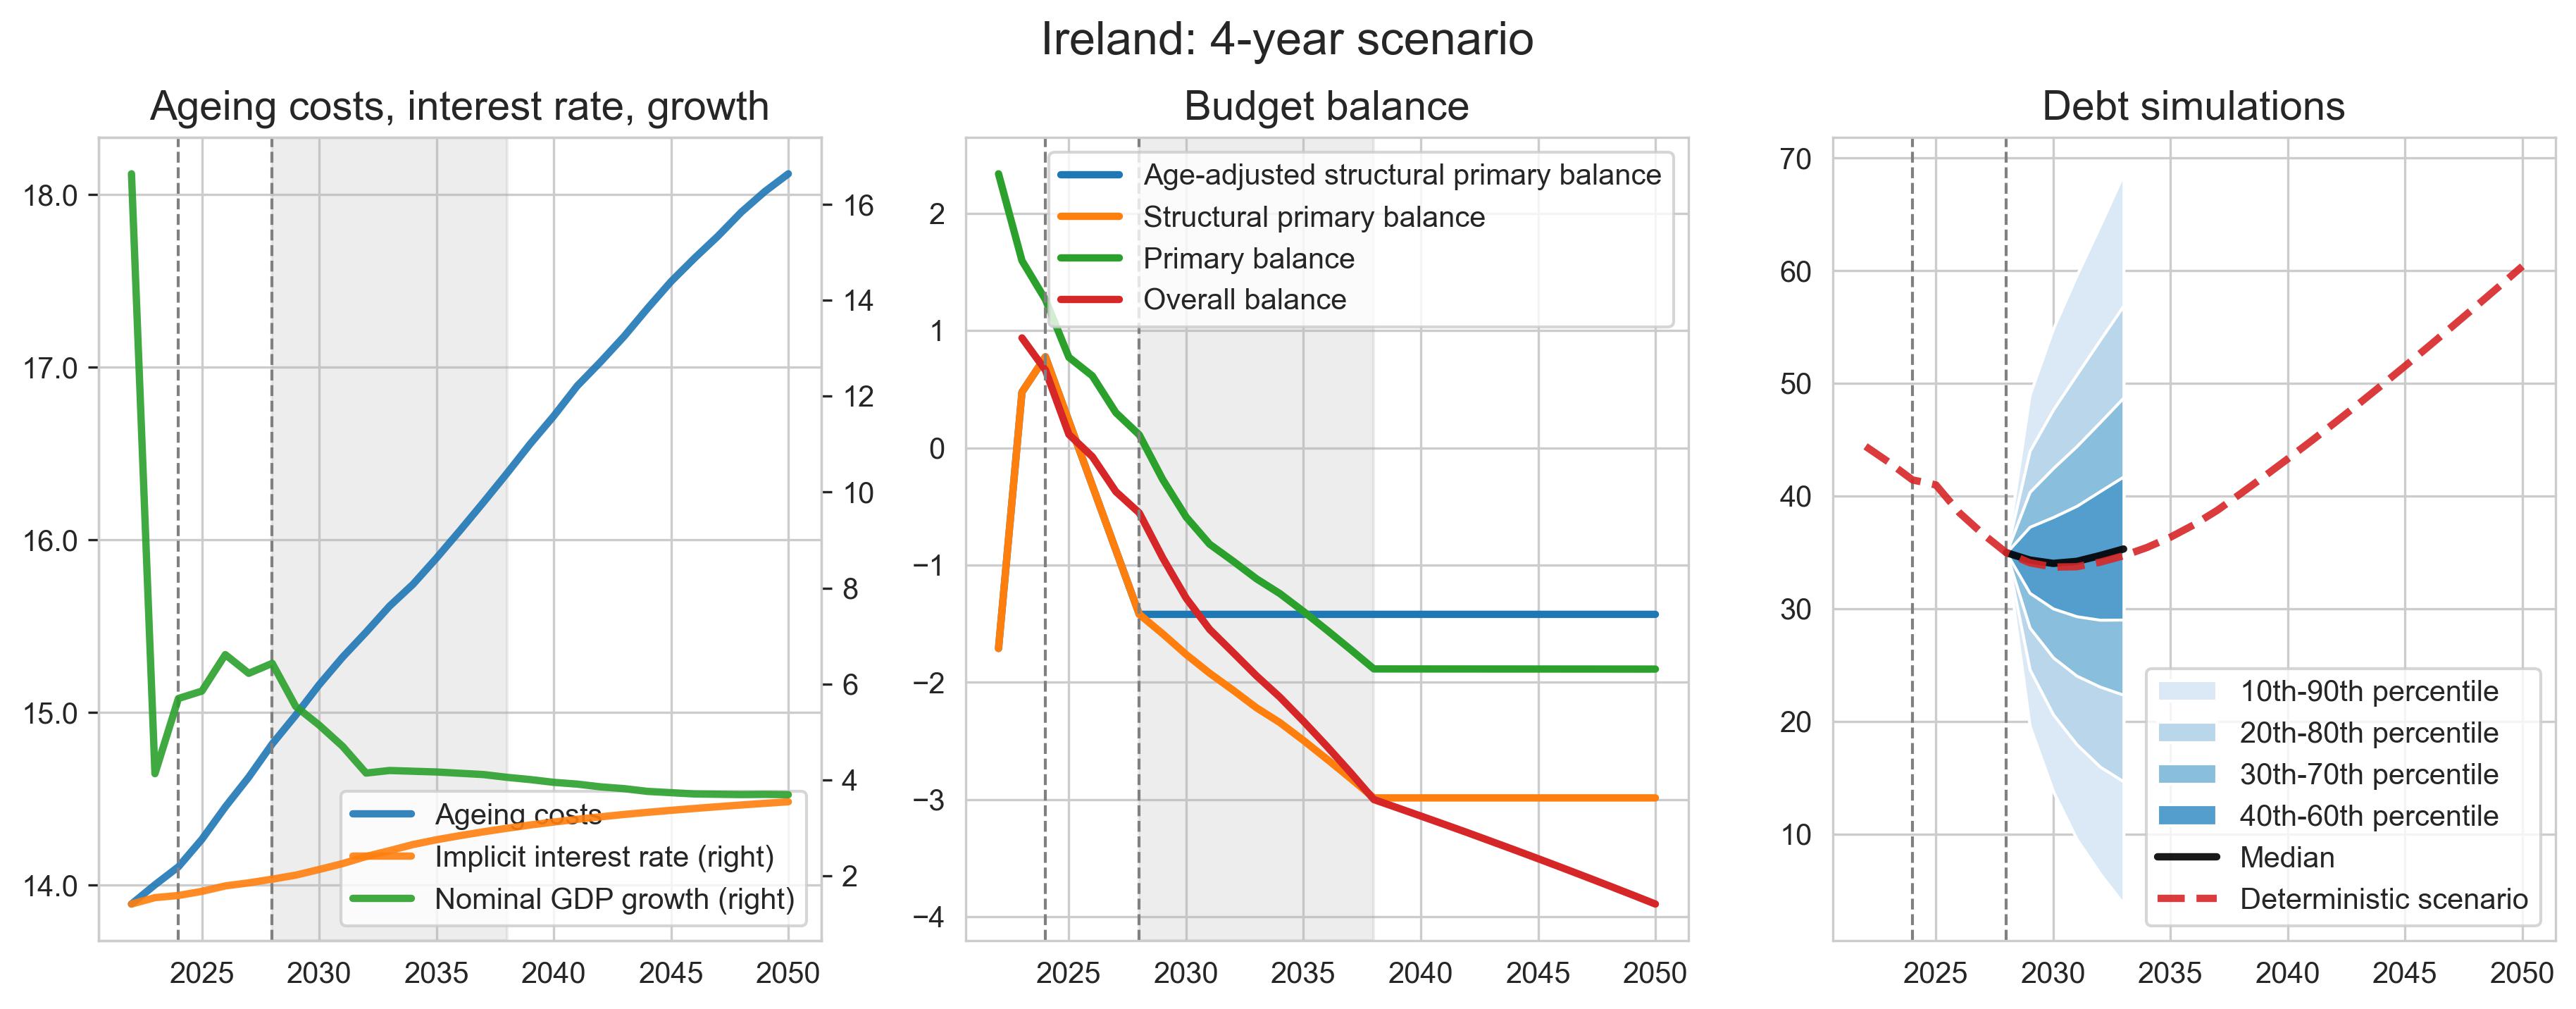 Ireland: 4-year scenario
Ageing costs, interest rate, growth
18.0
17.0
16.0
15.0
14.0
16
14
12
10
8
6
4
2
Ageing costs
Implicit interest rate (right)
Nominal GDP growth (right)
2025 2030 2035 2040 2045 2050
Budget balance
2
1
0
−1
−2
−3
−4
Age-adjusted structural primary balance
Structural primary balance
Primary balance
Overall balance
2025 2030 2035 2040 2045 2050
Debt simulations
70
60
50
40
30
20
10
10th-90th percentile
20th-80th percentile
30th-70th percentile
40th-60th percentile
Median
Deterministic scenario
2025 2030 2035 2040 2045 2050